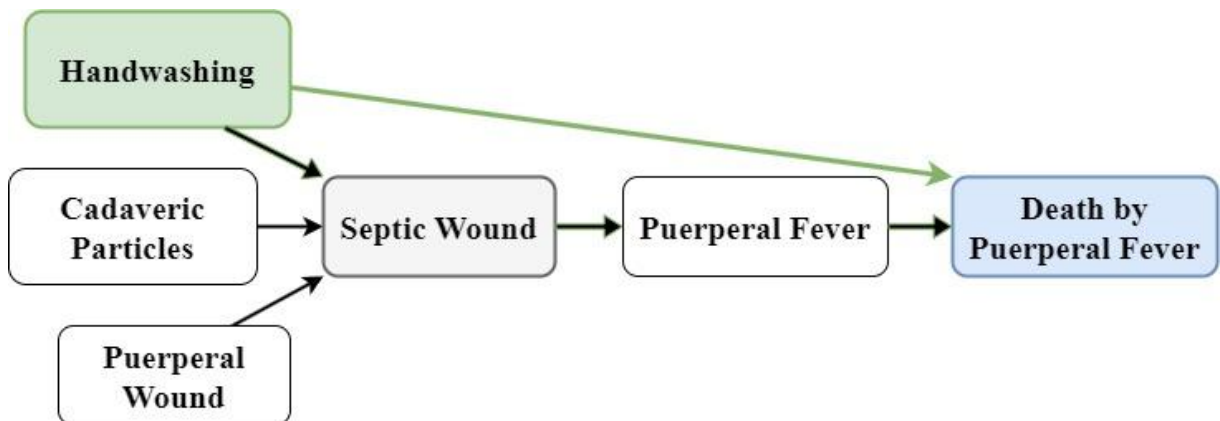 Handwashing
Cadaveric
Particles
Septic Wound
Puerperal Fever
Death by
Puerperal Fever
Puerperal
Wound